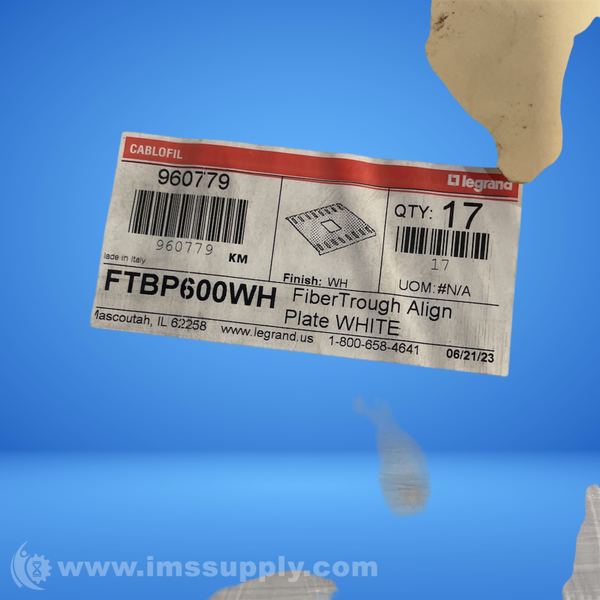 CABLOFIL
legrand
960779
960779
KM
QTY: 17
17
UOM: #N/A
ade in Italy
Finish: WH
FTBP600WH
FiberTrough Align
Plate WHITE
Mascoutah, IL 62258 www.legrand.us 1-800-658-4641 06/21/23
www.imssupply.com